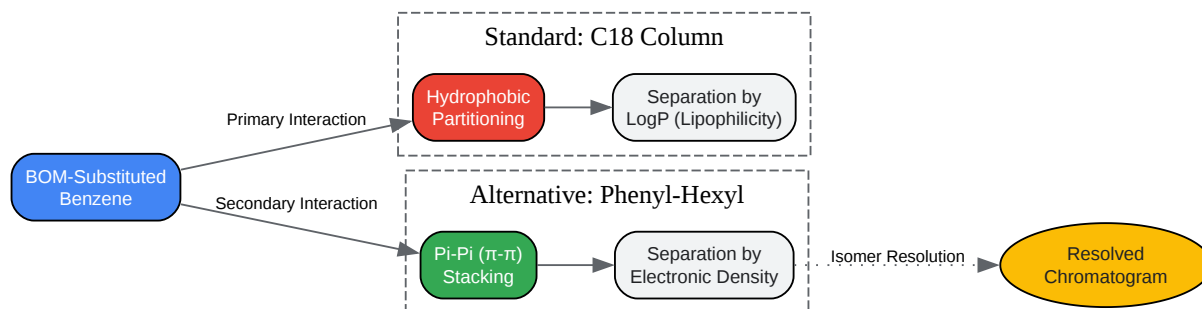 Standard: C18 Column
Hydrophobic
Partitioning
Separation by
LogP (Lipophilicity)
Primary Interaction
BOM-Substituted
Benzene
Secondary Interaction
Alternative: Phenyl-Hexyl
Pi-Pi (π-π)
Stacking
Separation by
Electronic Density
Isomer Resolution
Resolved
Chromatogram